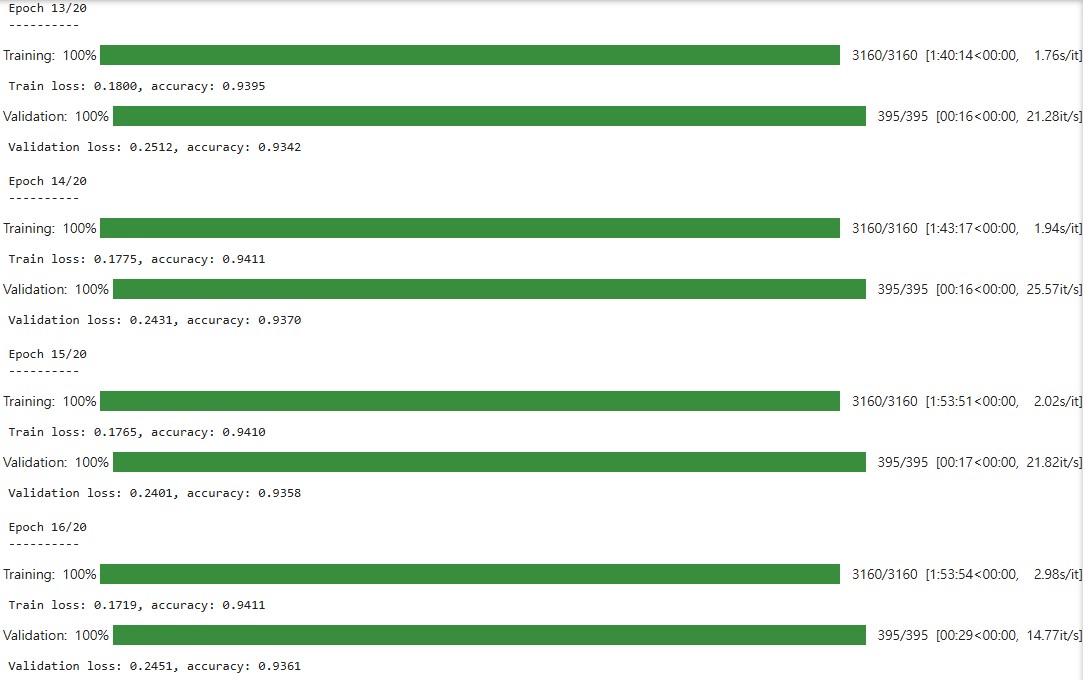 Epoch 13/20
----------
Training: 100% 3160/3160 [1:40:14<00:00, 1.76s/it]
Train loss: 0.1800, accuracy: 0.9395
Validation: 100% 395/395 [00:16<00:00, 21.28it/s]
Validation loss: 0.2512, accuracy: 0.9342
Epoch 14/20
----------
Training: 100% 3160/3160 [1:43:17<00:00, 1.94s/it]
Train loss: 0.1775, accuracy: 0.9411
Validation: 100% 395/395 [00:16<00:00, 25.57it/s]
Validation loss: 0.2431, accuracy: 0.9370
Epoch 15/20
----------
Training: 100% 3160/3160 [1:53:51<00:00, 2.02s/it]
Train loss: 0.1765, accuracy: 0.9410
Validation: 100% 395/395 [00:17<00:00, 21.82it/s]
Validation loss: 0.2401, accuracy: 0.9358
Epoch 16/20
----------
Training: 100% 3160/3160 [1:53:54<00:00, 2.98s/it]
Train loss: 0.1719, accuracy: 0.9411
Validation: 100% 395/395 [00:29<00:00, 14.77it/s]
Validation loss: 0.2451, accuracy: 0.9361